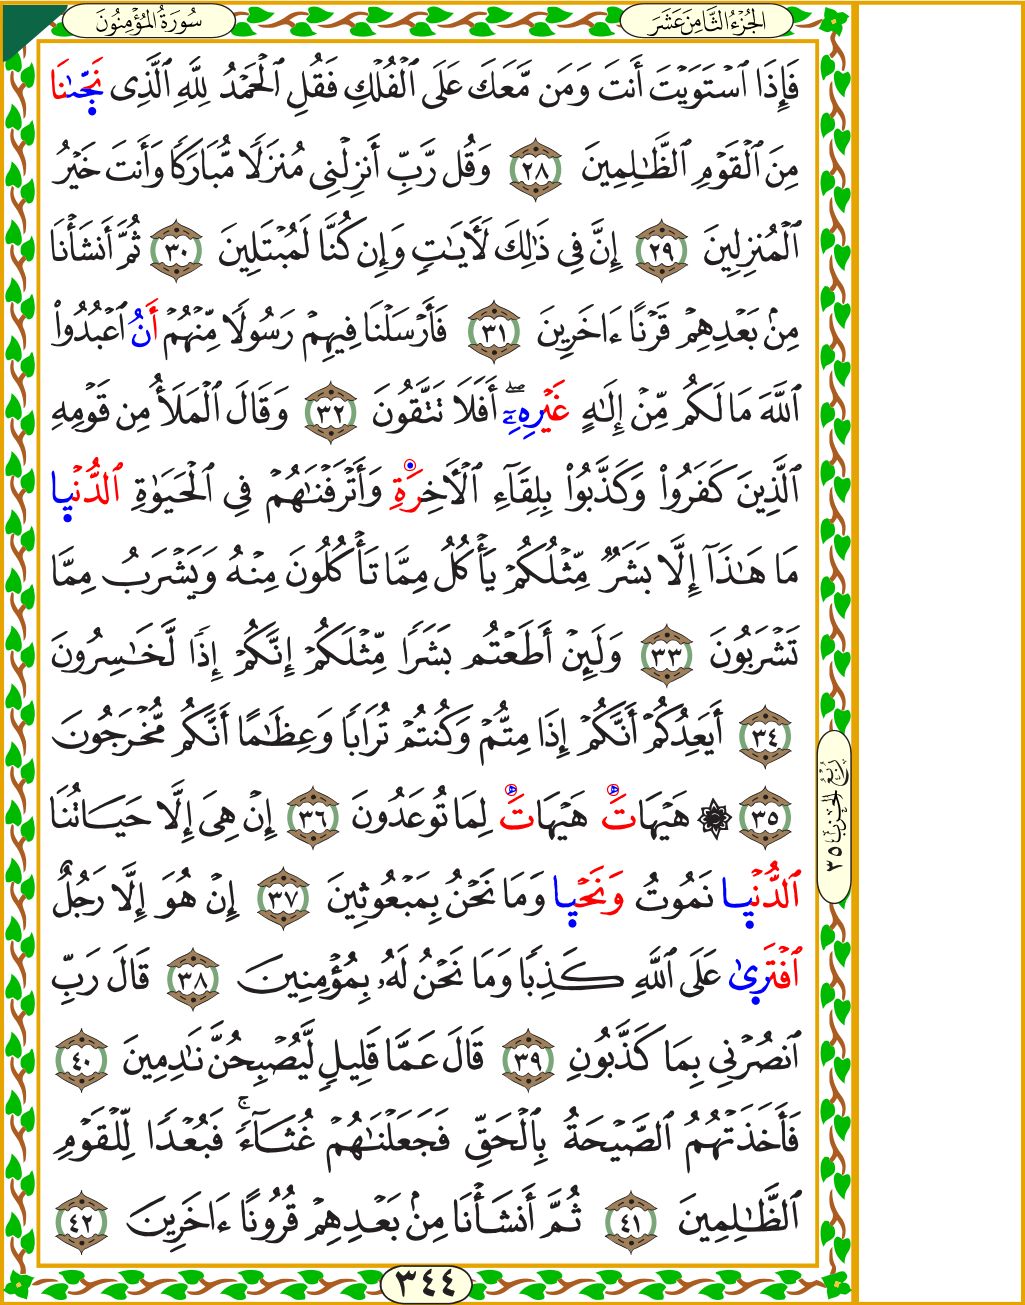 الجُزْءُ الثَّامِنَ عَشَرَ
سُورَةُ المُؤْمِنُونَ
فَإِذَا ٱسْتَوَيْتَ أَنتَ وَمَن مَّعَكَ عَلَى ٱلْفُلْكِ فَقُلِ ٱلْحَمْدُ لِلَّهِ ٱلَّذِى نَجَّىٰنَا
مِنَ ٱلْقَوْمِ ٱلظَّـٰلِمِينَ ٢٨ وَقُل رَّبِّ أَنزِلْنِى مُنزَلًا مُّبَارَكًا وَأَنتَ خَيْرُ
ٱلْمُنزِلِينَ ٢٩ إِنَّ فِى ذَٰلِكَ لَـَٔايَـٰتٍ وَإِن كُنَّا لَمُبْتَلِينَ ٣٠ ثُمَّ أَنشَأْنَا
مِنۢ بَعْدِهِمْ قَرْنًا ءَاخَرِينَ ٣١ فَأَرْسَلْنَا فِيهِمْ رَسُولًا مِّنْهُمْ أَنُ ٱعْبُدُوا۟
ٱللَّهَ مَا لَكُم مِّنْ إِلَـٰهٍ غَيْرِهِۦٓ ۖ أَفَلَا تَتَّقُونَ ٣٢ وَقَالَ ٱلْمَلَأُ مِن قَوْمِهِ
ٱلَّذِينَ كَفَرُوا۟ وَكَذَّبُوا۟ بِلِقَآءِ ٱلْـَٔاخِرَةِ وَأَتْرَفْنَـٰهُمْ فِى ٱلْحَيَوٰةِ ٱلدُّنْيَا
مَا هَـٰذَآ إِلَّا بَشَرٌ مِّثْلُكُمْ يَأْكُلُ مِمَّا تَأْكُلُونَ مِنْهُ وَيَشْرَبُ مِمَّا
تَشْرَبُونَ ٣٣ وَلَئِنْ أَطَعْتُم بَشَرًا مِّثْلَكُمْ إِنَّكُمْ إِذًا لَّخَـٰسِرُونَ
٣٤ أَيَعِدُكُمْ أَنَّكُمْ إِذَا مِتُّمْ وَكُنتُمْ تُرَابًا وَعِظَـٰمًا أَنَّكُم مُّخْرَجُونَ
٣٥ ۞ هَيْهَاتَ هَيْهَاتَ لِمَا تُوعَدُونَ ٣٦ إِنْ هِىَ إِلَّا حَيَاتُنَا
ٱلدُّنْيَا نَمُوتُ وَنَحْيَا وَمَا نَحْنُ بِمَبْعُوثِينَ ٣٧ إِنْ هُوَ إِلَّا رَجُلٌ
ٱفْتَرَىٰ عَلَى ٱللَّهِ كَذِبًا وَمَا نَحْنُ لَهُۥ بِمُؤْمِنِينَ ٣٨ قَالَ رَبِّ
ٱنصُرْنِى بِمَا كَذَّبُونِ ٣٩ قَالَ عَمَّا قَلِيلٍ لَّيُصْبِحُنَّ نَـٰدِمِينَ ٤٠
فَأَخَذَتْهُمُ ٱلصَّيْحَةُ بِٱلْحَقِّ فَجَعَلْنَـٰهُمْ غُثَآءً ۚ فَبُعْدًا لِّلْقَوْمِ
ٱلظَّـٰلِمِينَ ٤١ ثُمَّ أَنشَأْنَا مِنۢ بَعْدِهِمْ قُرُونًا ءَاخَرِينَ ٤٢
رُبْعُ الحِزْب ٣٥
٣٤٤